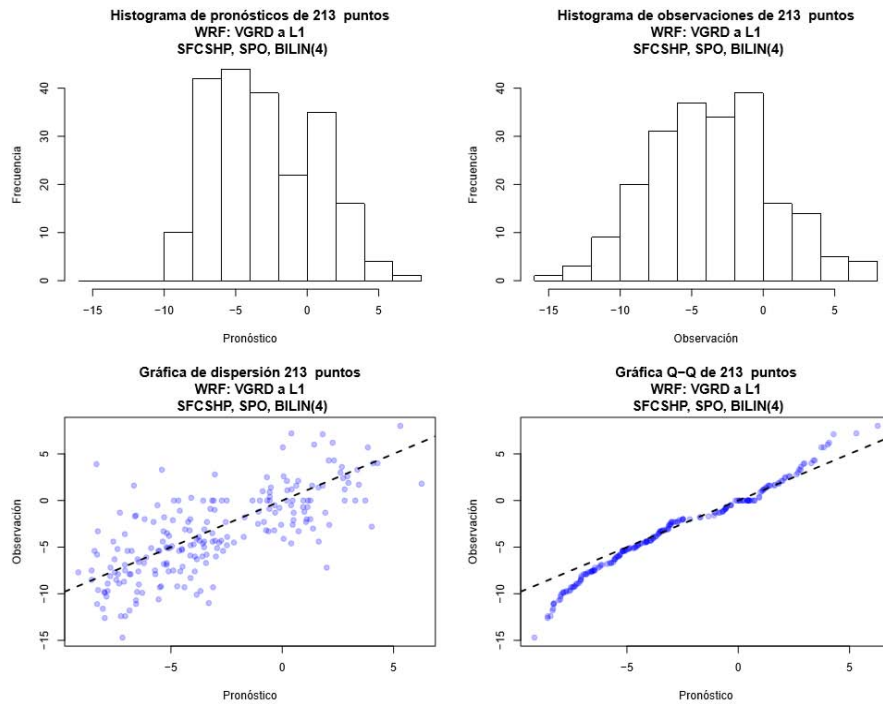 Histograma de pronósticos de 213 puntos
WRF: VGRD a L1
SFCSHP, SPO, BILIN(4)
Frecuencia
0
10
20
30
40
−15
−10
−5
0
5
Pronóstico
Histograma de observaciones de 213 puntos
WRF: VGRD a L1
SFCSHP, SPO, BILIN(4)
Frecuencia
0
10
20
30
40
−15
−10
−5
0
5
Observación
Gráfica de dispersión 213 puntos
WRF: VGRD a L1
SFCSHP, SPO, BILIN(4)
Observación
−15
−10
−5
0
5
−5
0
5
Pronóstico
Gráfica Q−Q de 213 puntos
WRF: VGRD a L1
SFCSHP, SPO, BILIN(4)
Observación
−15
−10
−5
0
5
−5
0
5
Pronóstico